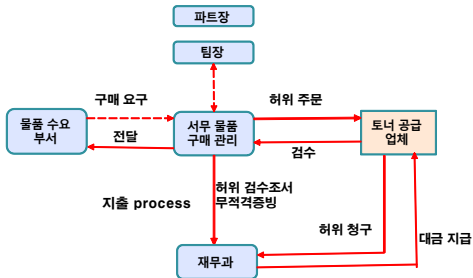 파트장
팀장
구매 요구
허위 주문
물품 수요
부서
서무 물품
구매 관리
토너 공급
업체
전달
검수
지출 process
허위 검수조서
무적격증빙
허위 청구
대금 지급
재무과